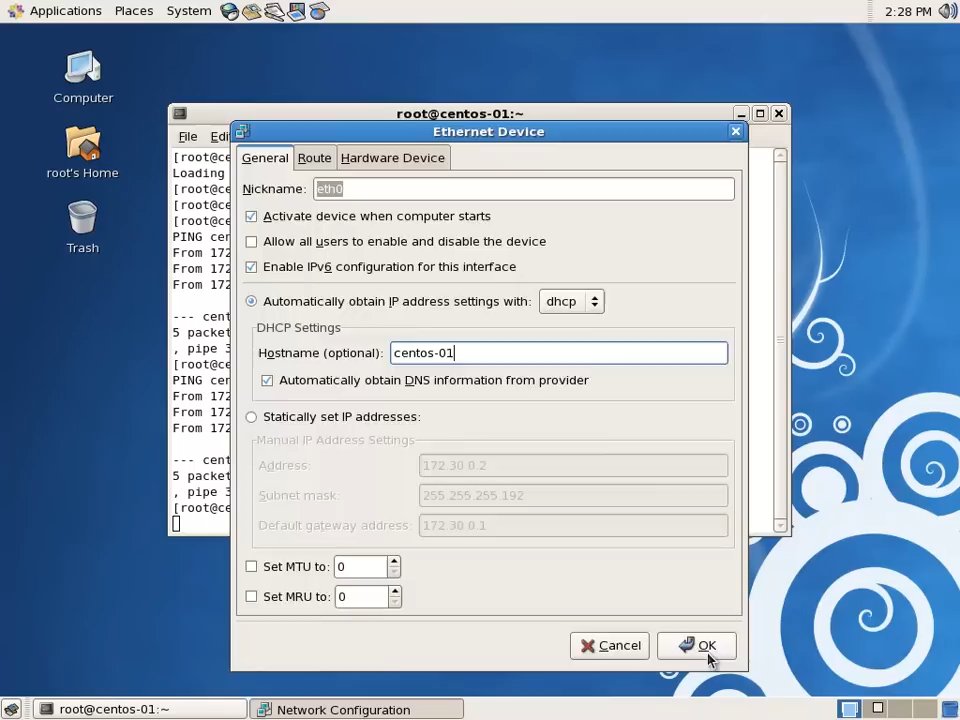 Applications Places System 2:28 PM
Computer
root's Home
Trash
root@centos-01:~
File Edi
Ethernet Device
General Route Hardware Device
Nickname: eth0
Activate device when computer starts
Allow all users to enable and disable the device
Enable IPv6 configuration for this interface
Automatically obtain IP address settings with: dhcp
DHCP Settings
Hostname (optional): centos-01
Automatically obtain DNS information from provider
Statically set IP addresses:
Manual IP Address Settings
Address: 172.30.0.2
Subnet mask: 255.255.255.192
Default gateway address: 172.30.0.1
Set MTU to: 0
Set MRU to: 0
Cancel OK
[root@ce
Loading
[root@ce
[root@ce
[root@ce
PING cen
From 172
From 172
From 172
--- cent
5 packet
, pipe 3
[root@ce
PING cen
From 172
From 172
From 172
--- cent
5 packet
, pipe 3
[root@ce
root@centos-01:~ Network Configuration